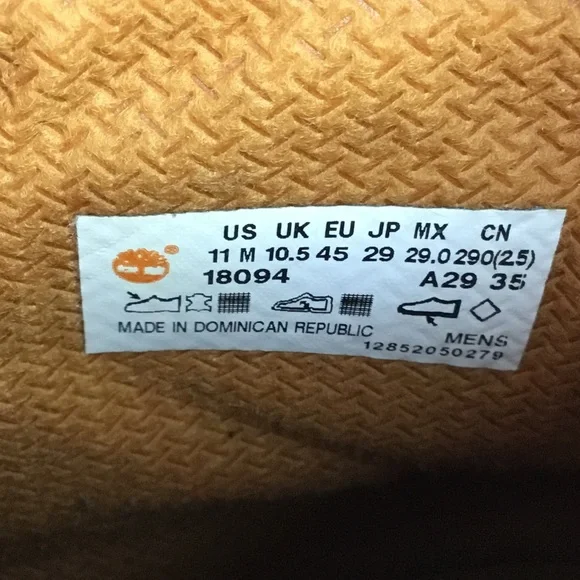 US UK EU JP MX CN
11 M 10.5 45 29 29.0 290(2.5)
18094 A29 35
MADE IN DOMINICAN REPUBLIC
MENS
12852050279